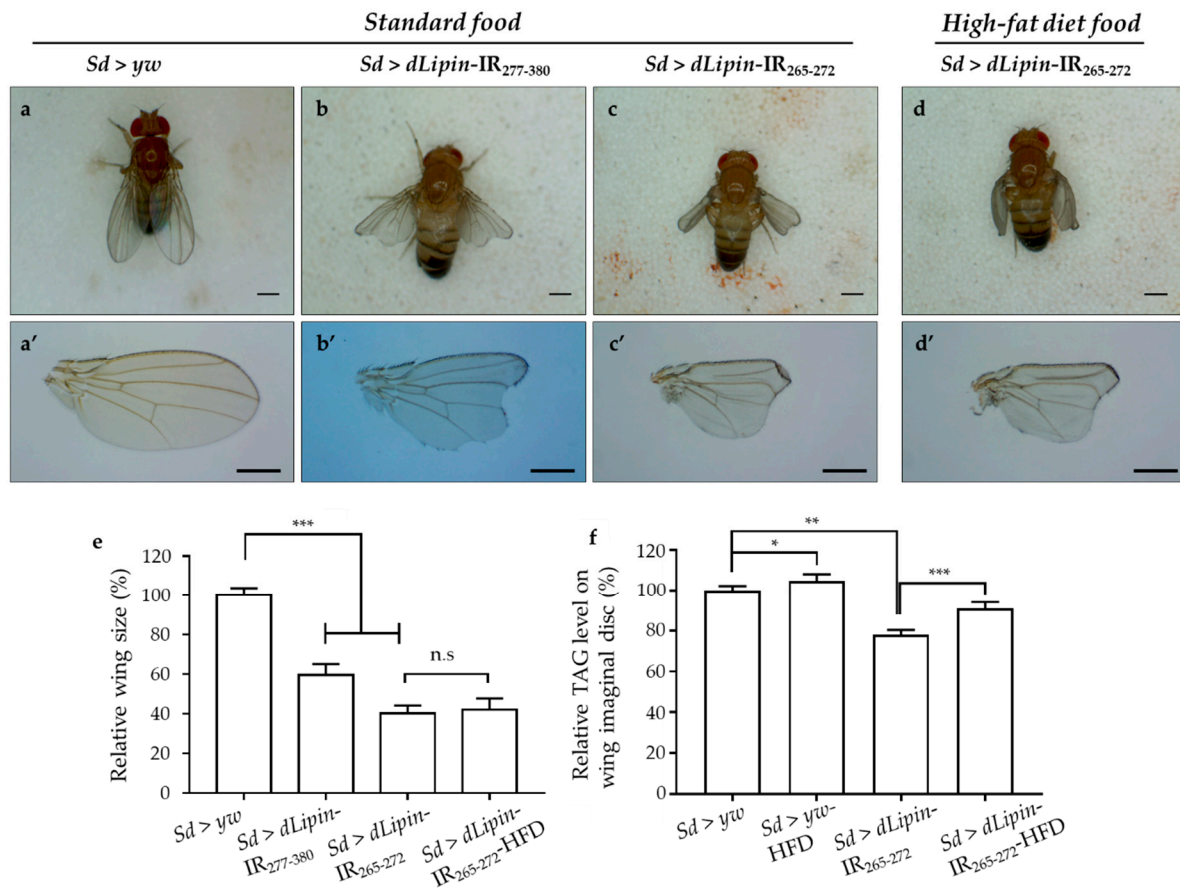 Standard food
High-fat diet food
Sd > yw
Sd > dLipin-IR277-380
Sd > dLipin-IR265-272
Sd > dLipin-IR265-272
a
b
c
d
a′
b′
c′
d′
e
Relative wing size (%)
120
100
80
60
40
20
0
***
n.s
Sd > yw
Sd > dLipin-
IR277-380
Sd > dLipin-
IR265-272
Sd > dLipin-
IR265-272-HFD
f
Relative TAG level on
wing imaginal disc (%)
120
100
80
60
40
20
0
**
*
***
Sd > yw
Sd > yw-
HFD
Sd > dLipin-
IR265-272
Sd > dLipin-
IR265-272-HFD